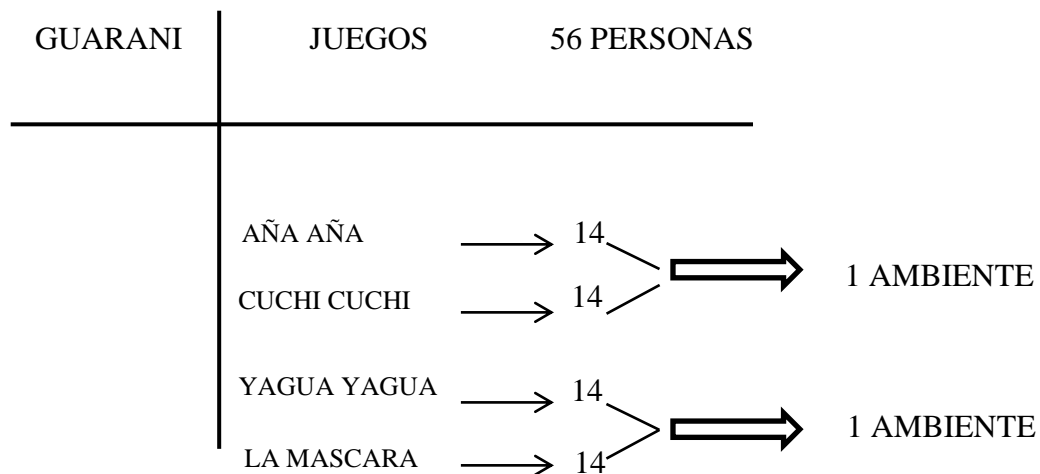 GUARANI JUEGOS 56 PERSONAS
AÑA AÑA 14
1 AMBIENTE
CUCHI CUCHI 14
YAGUA YAGUA 14
1 AMBIENTE
LA MASCARA 14